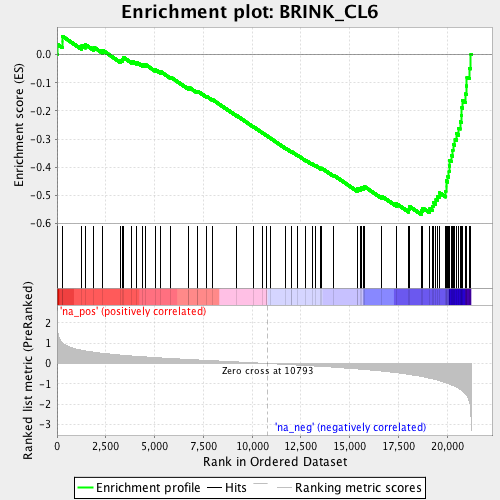 Enrichment plot: BRINK_CL6
Enrichment score (ES)
0.0
-0.1
-0.2
-0.3
-0.4
-0.5
-0.6
'na_pos' (positively correlated)
Ranked list metric (PreRanked)
2
1
0
-1
-2
-3
Zero cross at 10793
'na_neg' (negatively correlated)
0
2,500
5,000
7,500
10,000
12,500
15,000
17,500
20,000
Rank in Ordered Dataset
Enrichment profile
Hits
Ranking metric scores